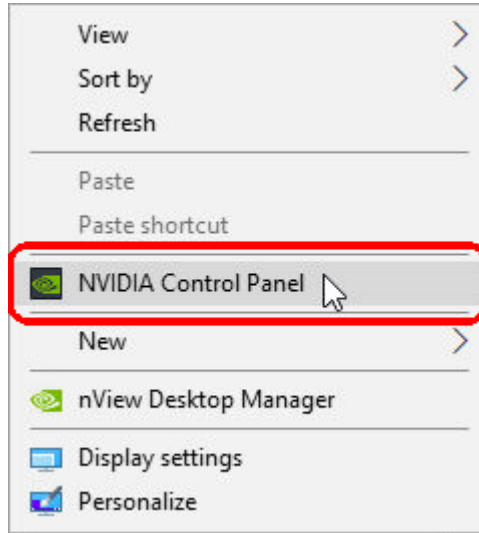 View
Sort by
Refresh
Paste
Paste shortcut
NVIDIA Control Panel
New
nView Desktop Manager
Display settings
Personalize